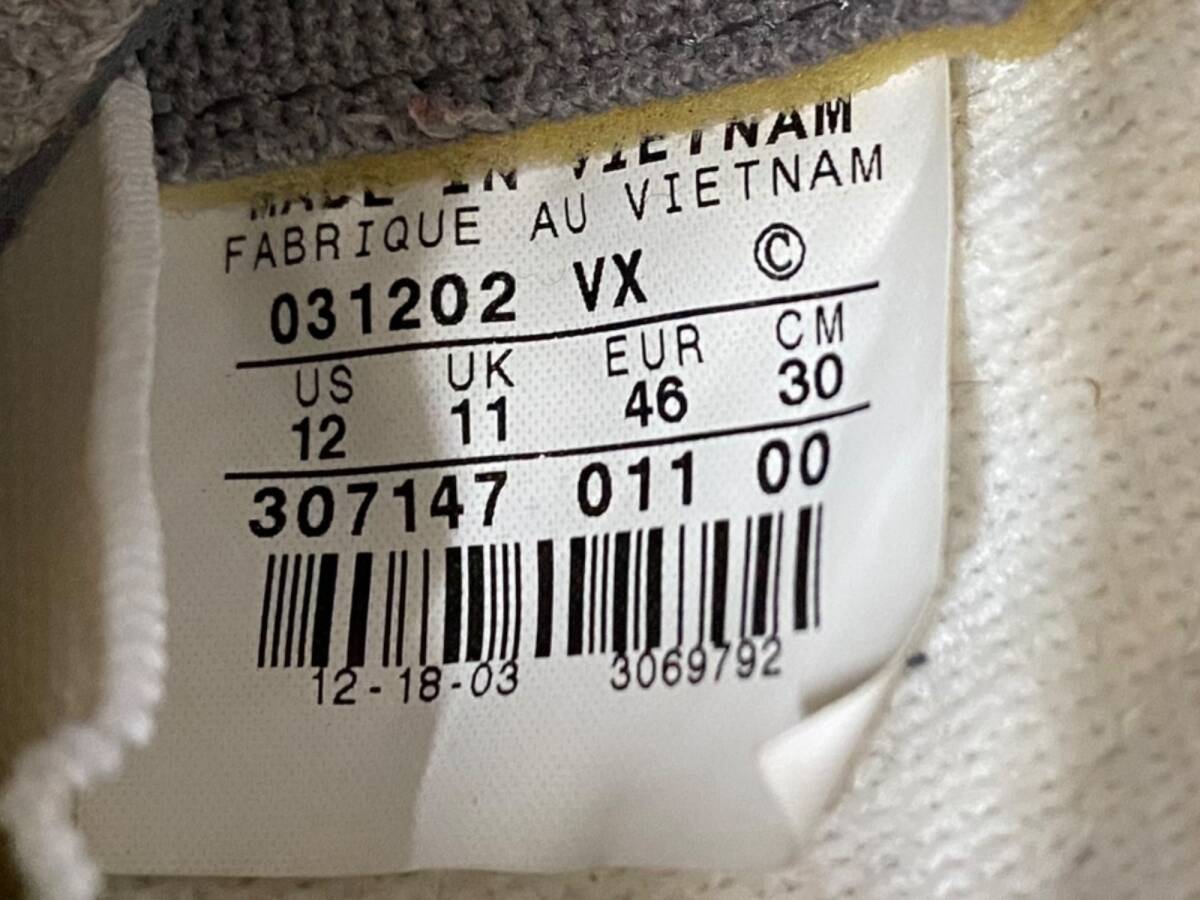 MADE IN VIETNAM
FABRIQUE AU VIETNAM
031202 VX ©
US UK EUR CM
12 11 46 30
307147 011 00
12-18-03 3069792